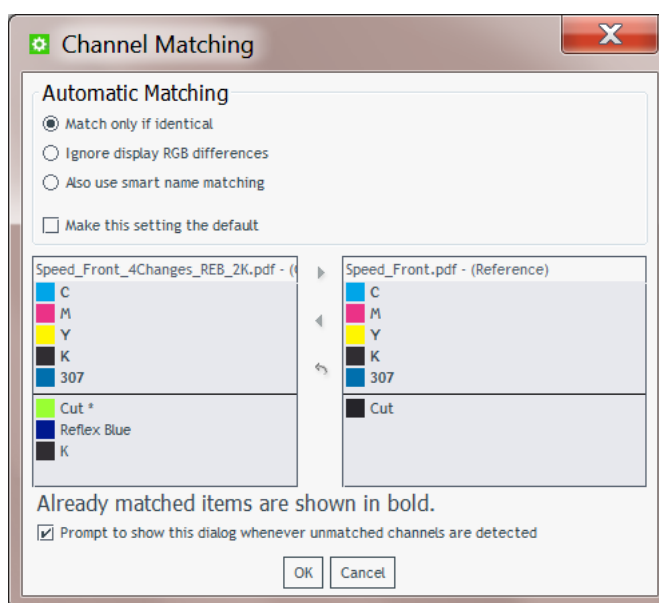 Channel Matching
Automatic Matching
Match only if identical
Ignore display RGB differences
Also use smart name matching
Make this setting the default
Speed_Front_4Changes_REB_2K.pdf - (
C
M
Y
K
307
Cut *
Reflex Blue
K
Speed_Front.pdf - (Reference)
C
M
Y
K
307
Cut
Already matched items are shown in bold.
Prompt to show this dialog whenever unmatched channels are detected
OK
Cancel